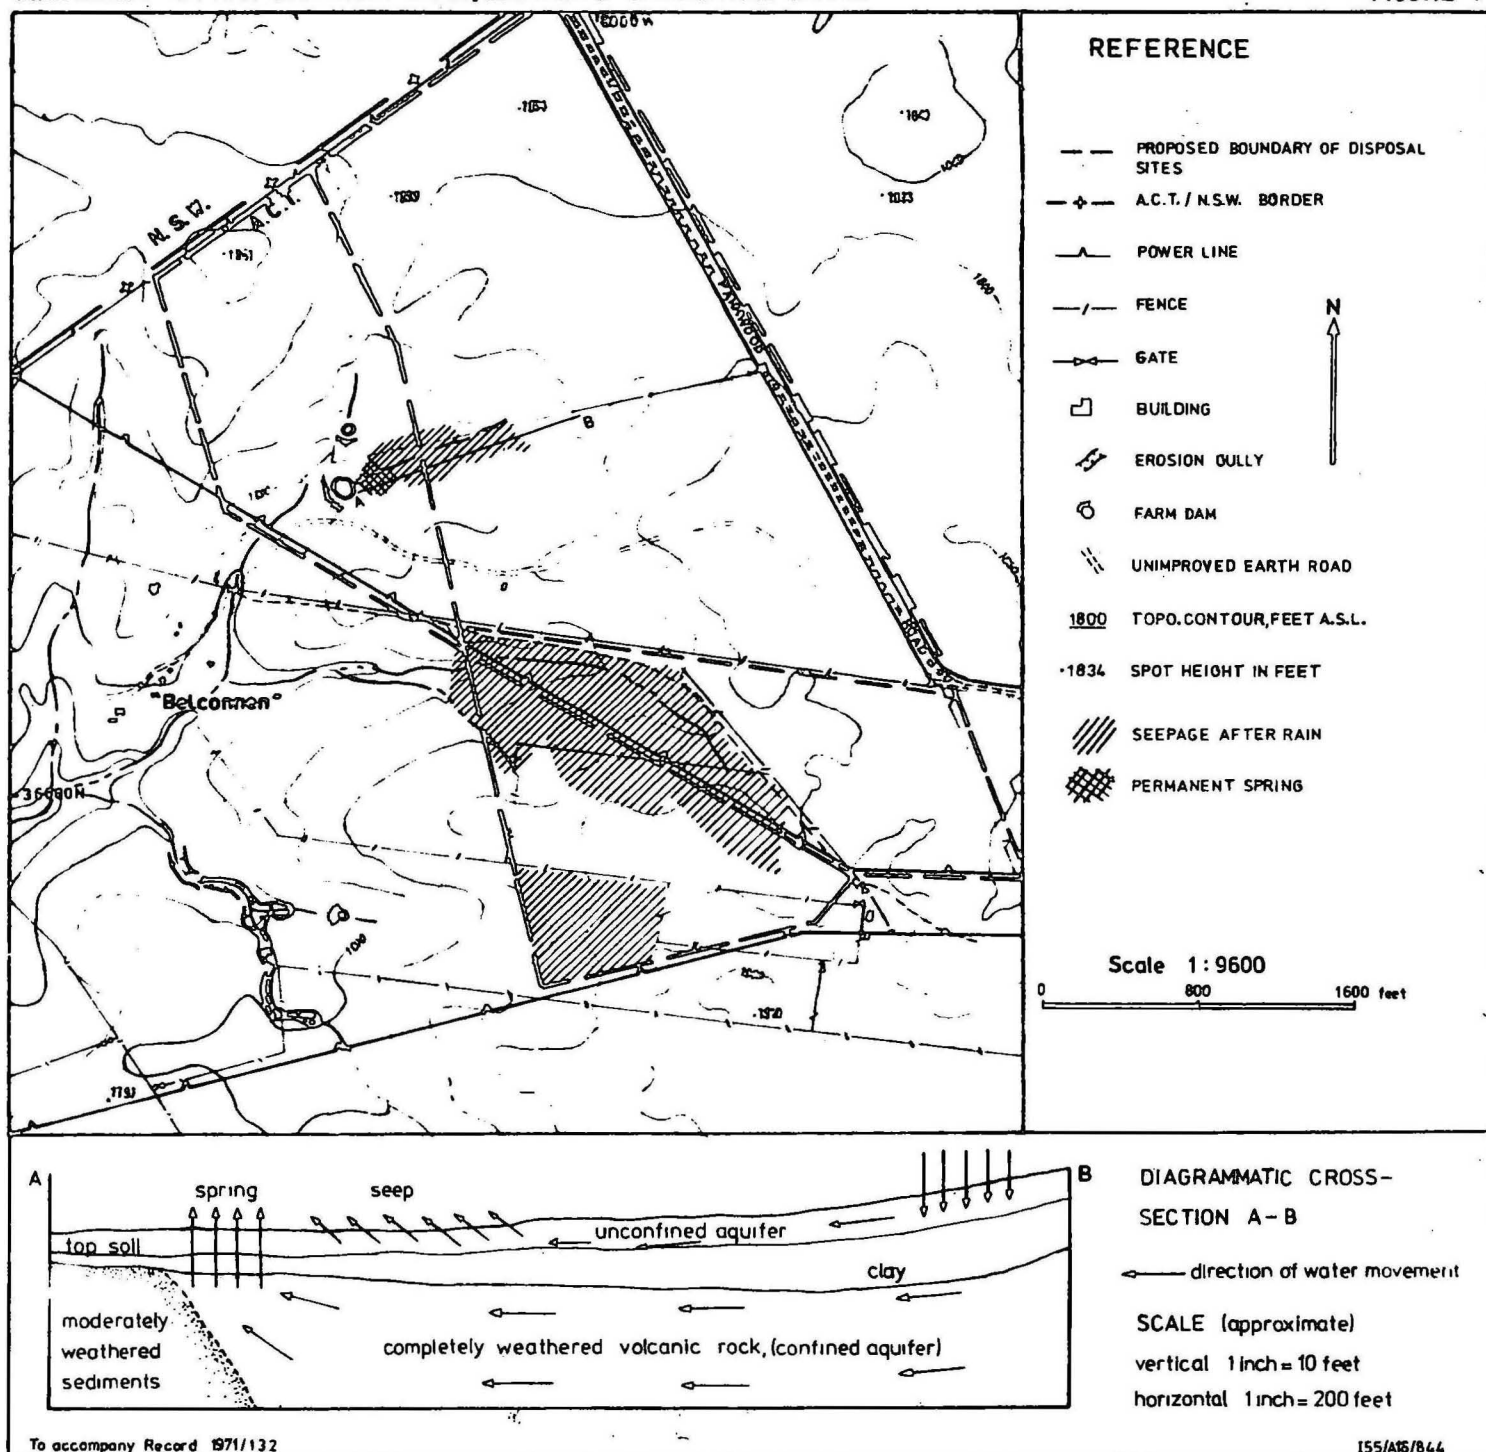 N.S.W.
A.C.T.
PARKWOOD
ROAD
A
B
"Belconnen"
36000N
REFERENCE
PROPOSED BOUNDARY OF DISPOSAL
SITES
A.C.T. / N.S.W. BORDER
POWER LINE
FENCE
GATE
BUILDING
EROSION GULLY
FARM DAM
UNIMPROVED EARTH ROAD
1800 TOPO. CONTOUR, FEET A.S.L.
·1834 SPOT HEIGHT IN FEET
SEEPAGE AFTER RAIN
PERMANENT SPRING
N
Scale 1:9600
0 800 1600 feet
A
B
spring
seep
top soil
unconfined aquifer
clay
moderately
weathered
sediments
completely weathered volcanic rock, (confined aquifer)
DIAGRAMMATIC CROSS-
SECTION A-B
direction of water movement
SCALE (approximate)
vertical 1 inch = 10 feet
horizontal 1 inch = 200 feet
To accompany Record 1971/132
I55/A16/844